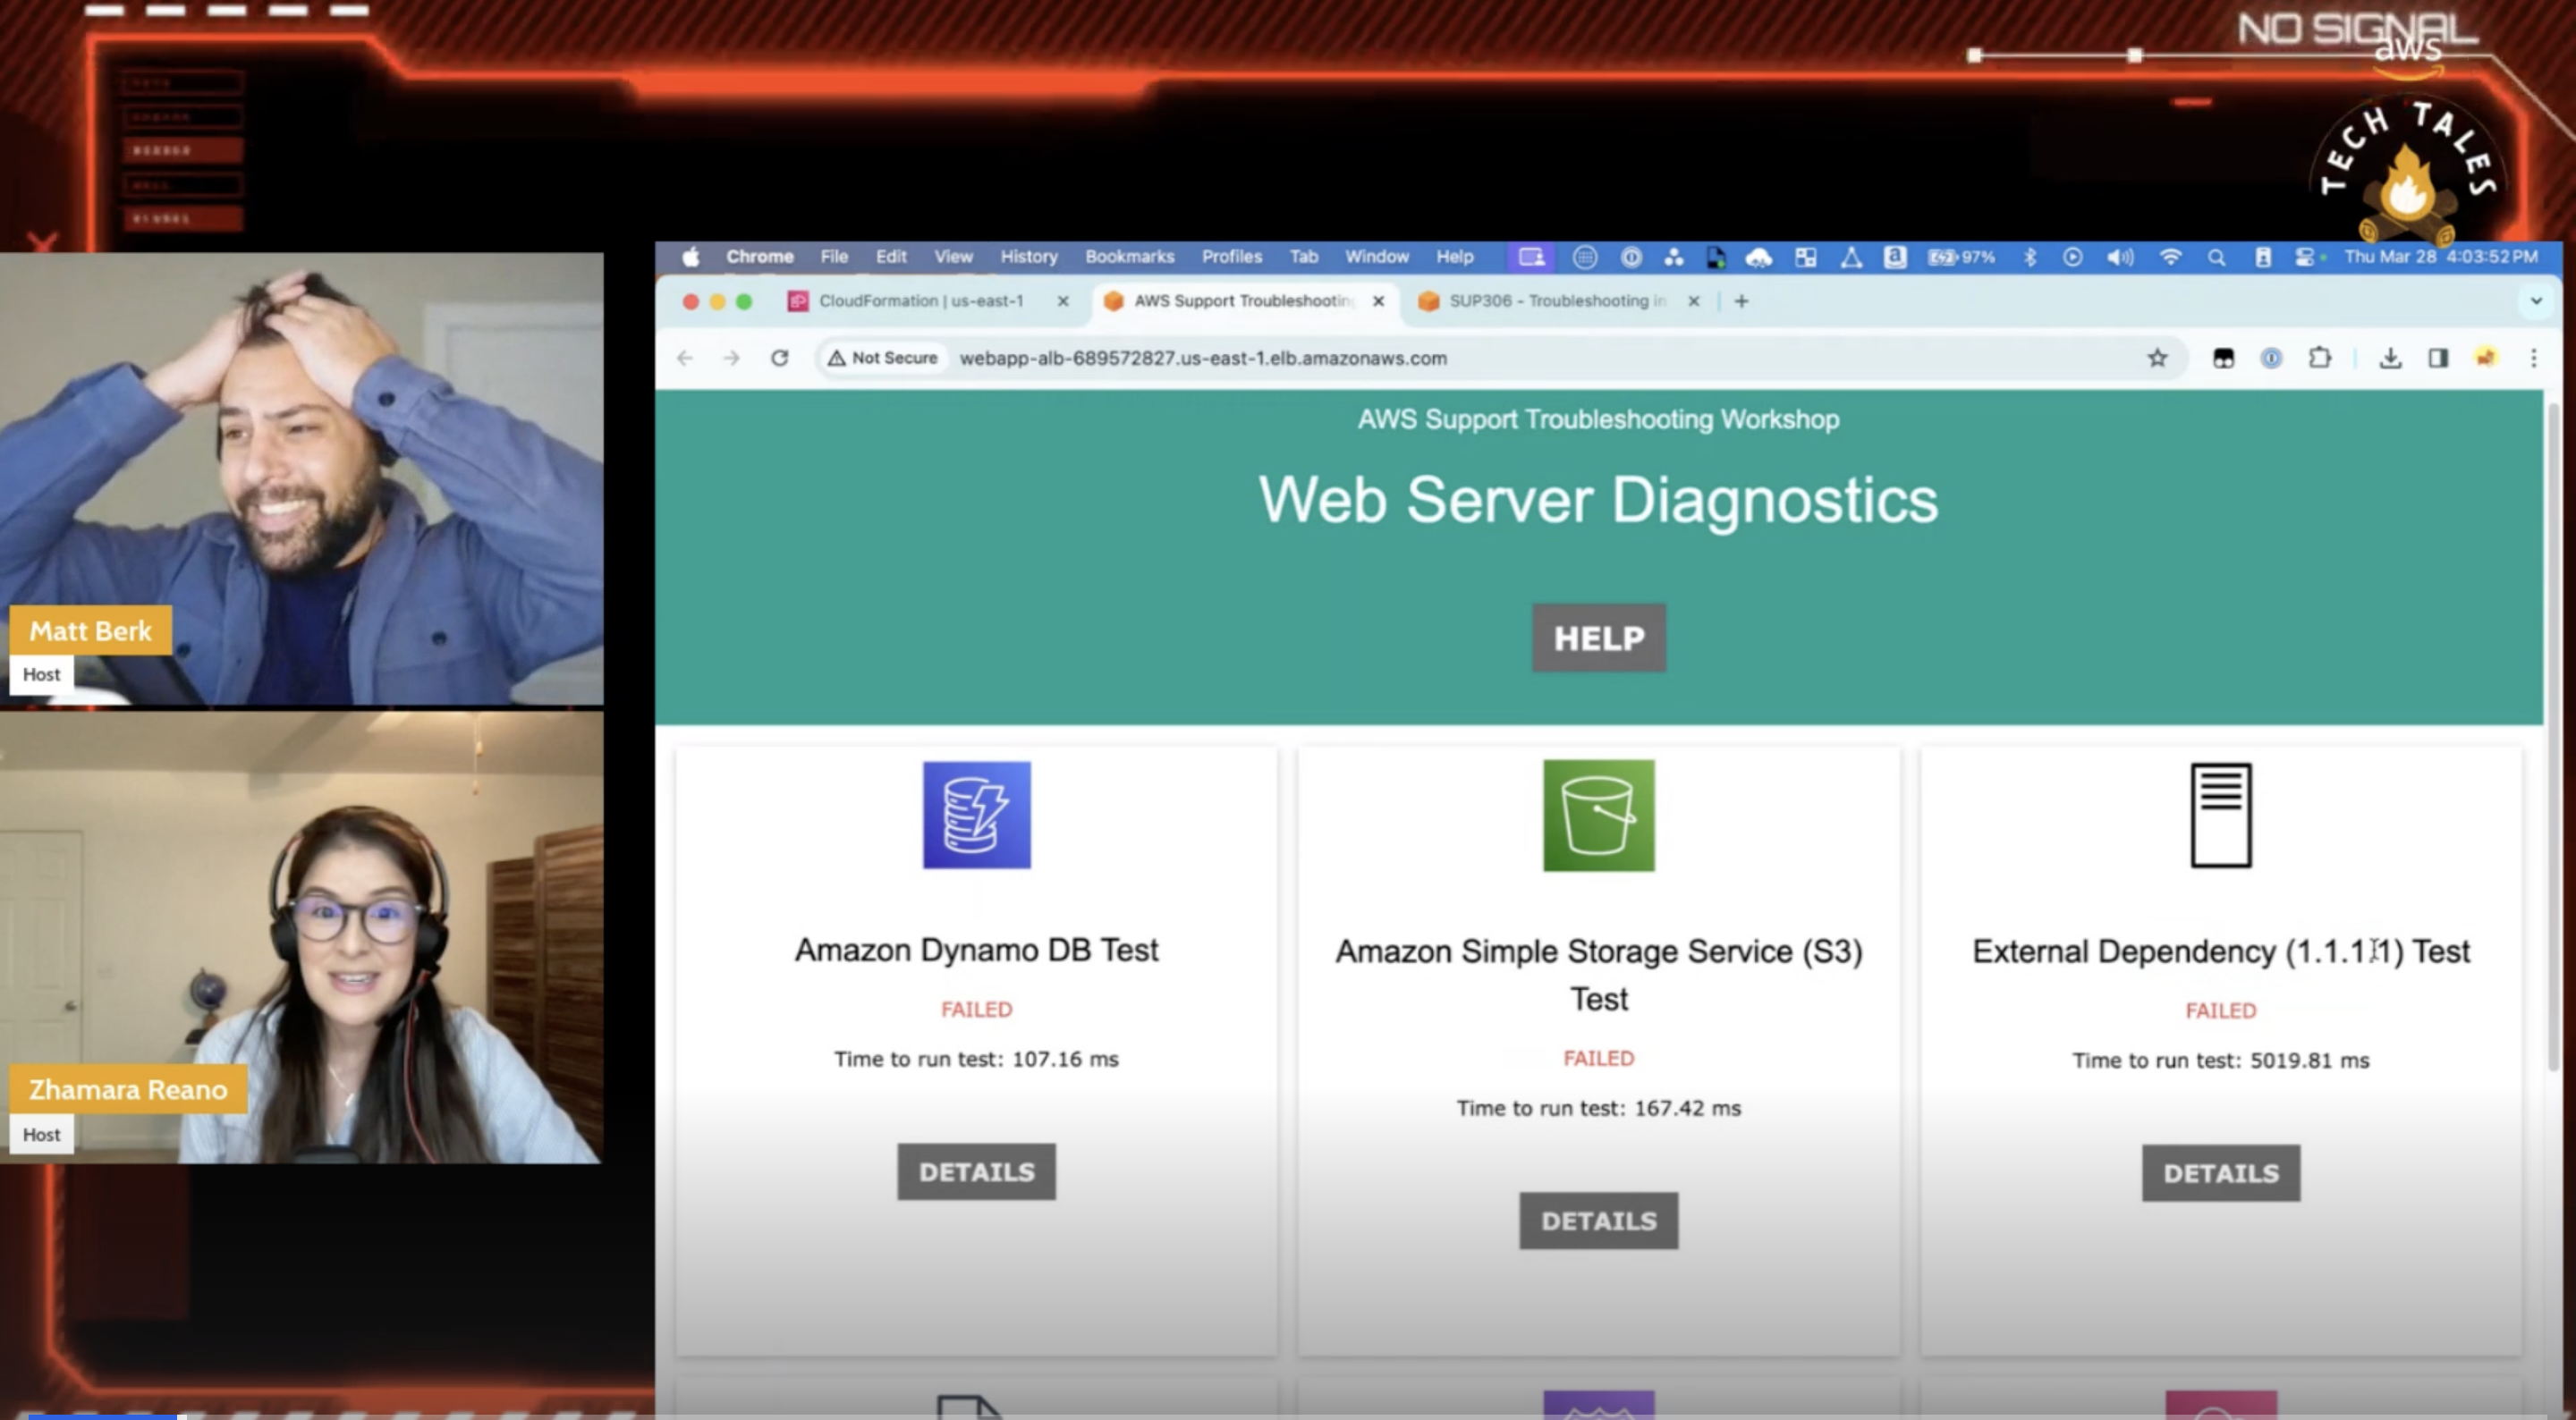 NO SIGNAL
aws
TECH TALES
Chrome File Edit View History Bookmarks Profiles Tab Window Help 97% Thu Mar 28 4:03:52 PM
CloudFormation | us-east-1
AWS Support Troubleshooting
SUP306 - Troubleshooting in
Not Secure webapp-alb-689572827.us-east-1.elb.amazonaws.com
AWS Support Troubleshooting Workshop
Web Server Diagnostics
HELP
Matt Berk
Host
Zhamara Reano
Host
Amazon Dynamo DB Test
FAILED
Time to run test: 107.16 ms
DETAILS
Amazon Simple Storage Service (S3)
Test
FAILED
Time to run test: 167.42 ms
DETAILS
External Dependency (1.1.1.1) Test
FAILED
Time to run test: 5019.81 ms
DETAILS